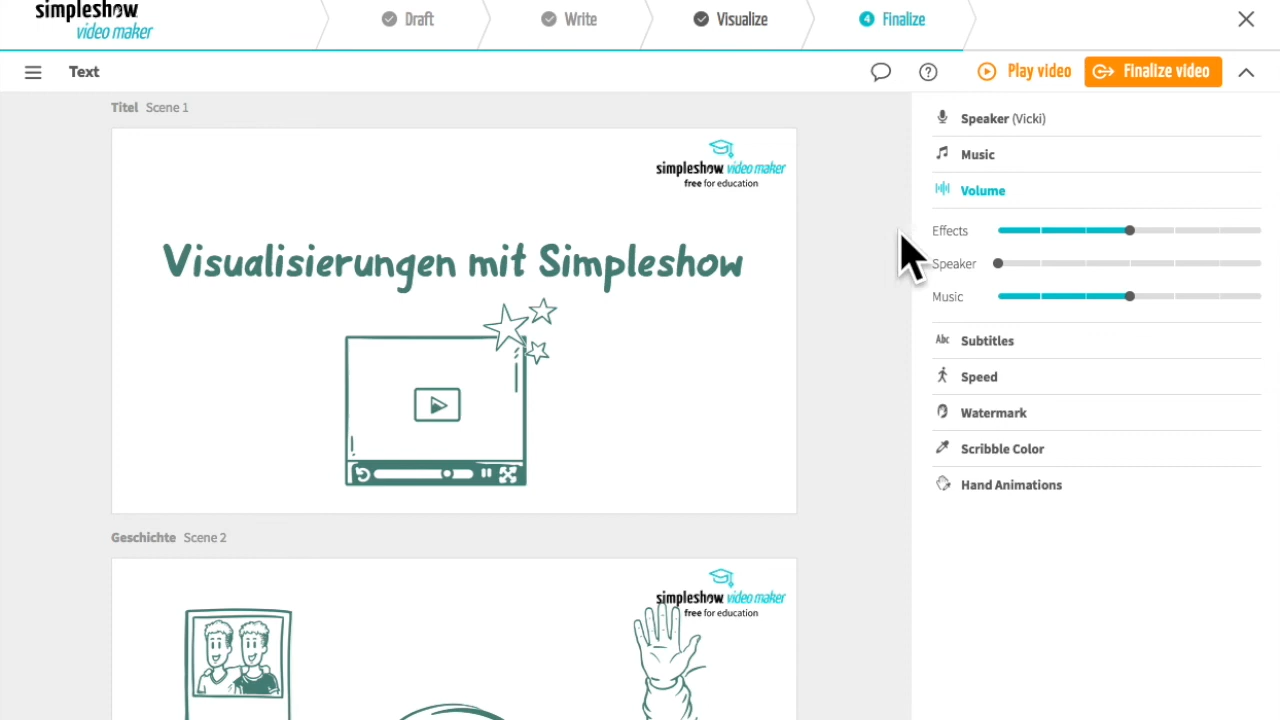 simpleshow
video maker
Draft
Write
Visualize
4 Finalize
Text
Play video
Finalize video
Titel Scene 1
simpleshow video maker
free for education
Visualisierungen mit Simpleshow
Geschichte Scene 2
simpleshow video maker
free for education
Speaker (Vicki)
Music
Volume
Effects
Speaker
Music
Abc Subtitles
Speed
Watermark
Scribble Color
Hand Animations